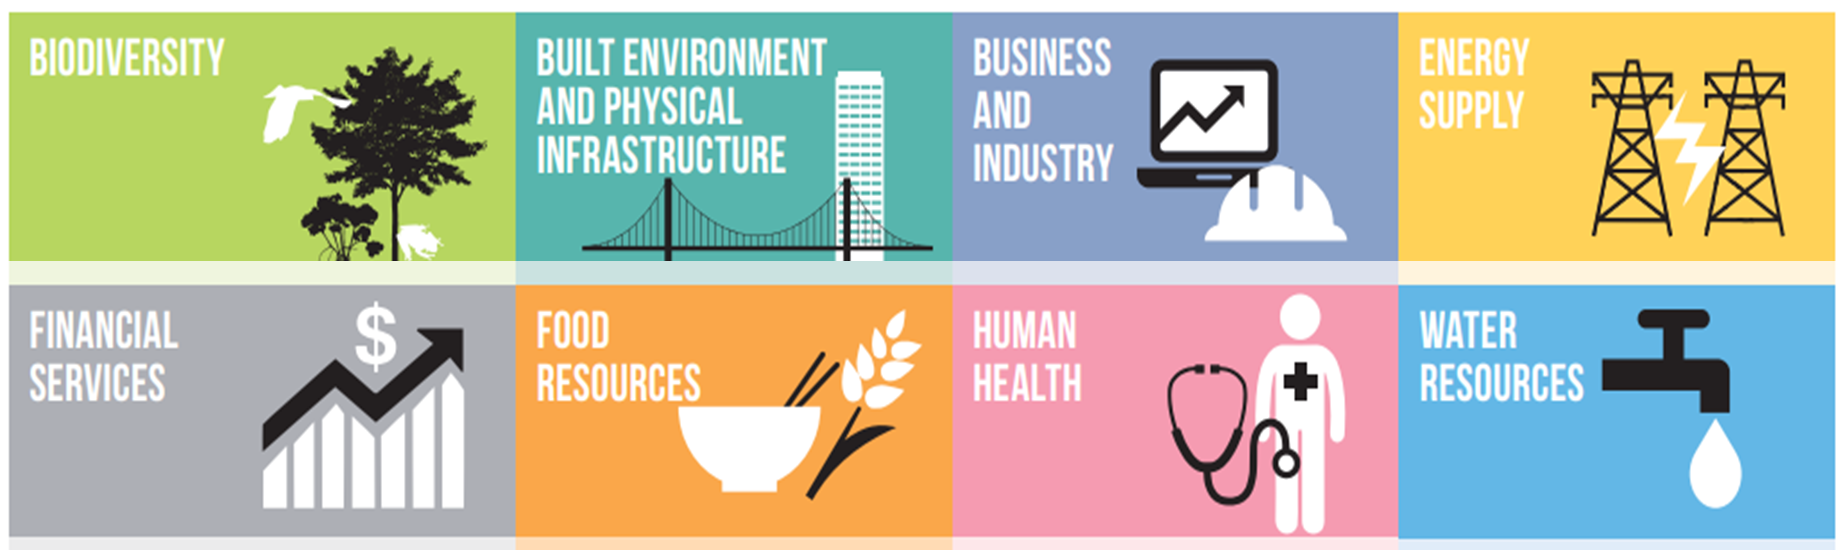 BIODIVERSITY
BUILT ENVIRONMENT
AND PHYSICAL
INFRASTRUCTURE
BUSINESS
AND
INDUSTRY
ENERGY
SUPPLY
FINANCIAL
SERVICES
$
FOOD
RESOURCES
HUMAN
HEALTH
WATER
RESOURCES